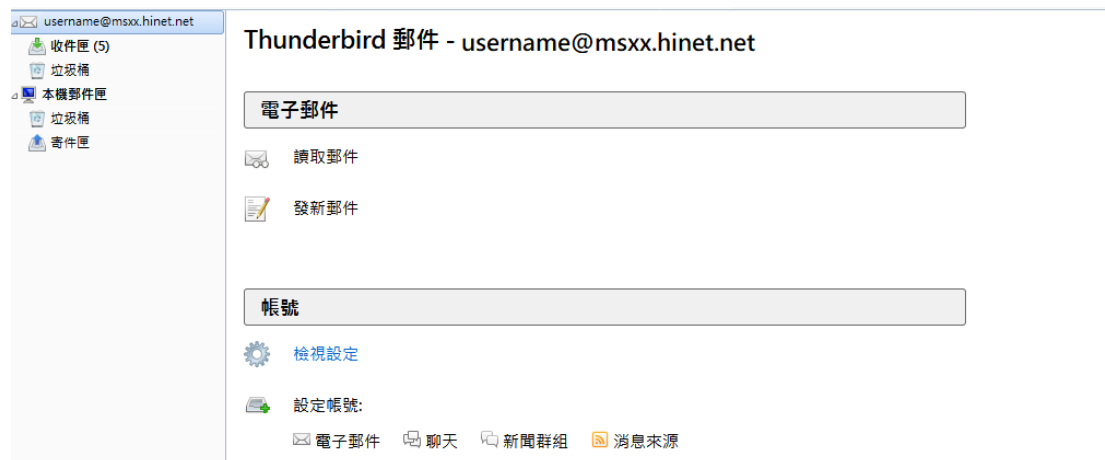 username@msxx.hinet.net
收件匣 (5)
垃圾桶
本機郵件匣
垃圾桶
寄件匣
Thunderbird 郵件 - username@msxx.hinet.net
電子郵件
讀取郵件
發新郵件
帳號
檢視設定
設定帳號:
電子郵件 聊天 新聞群組 消息來源